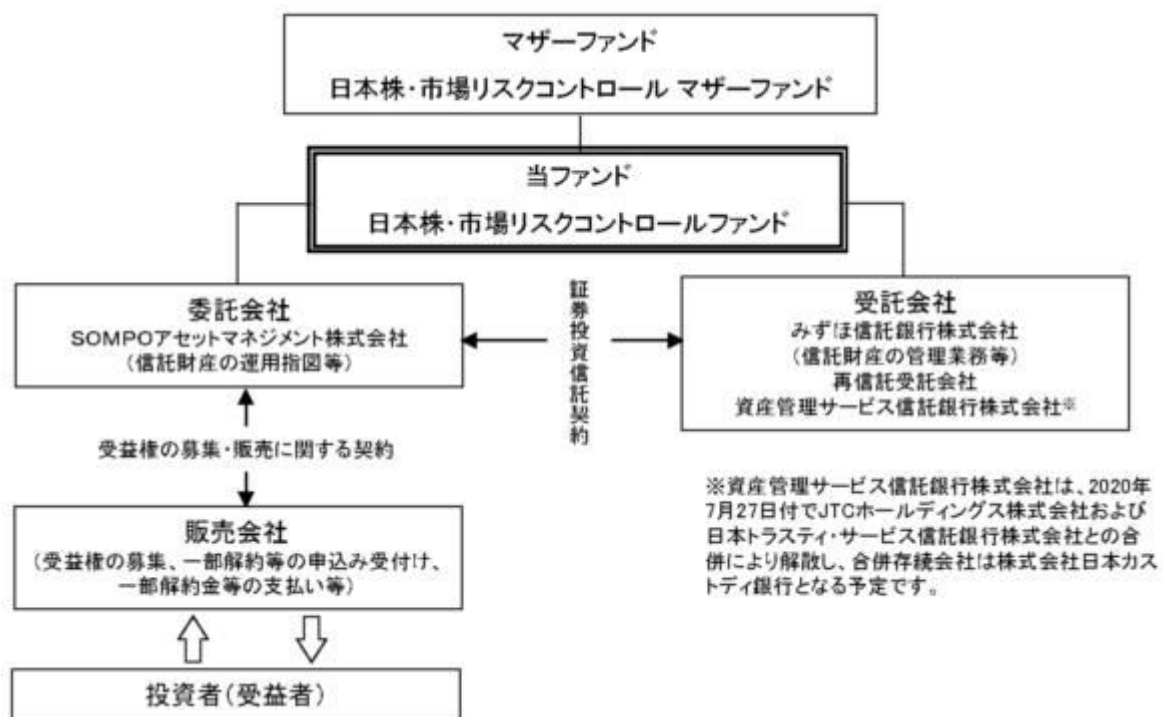 マザーファンド
日本株・市場リスクコントロール マザーファンド
当ファンド
日本株・市場リスクコントロールファンド
委託会社
SOMPOアセットマネジメント株式会社
(信託財産の運用指図等)
証券投資信託契約
受託会社
みずほ信託銀行株式会社
(信託財産の管理業務等)
再信託受託会社
資産管理サービス信託銀行株式会社※
受益権の募集・販売に関する契約
販売会社
(受益権の募集、一部解約等の申込み受付け、
一部解約金等の支払い等)
※資産管理サービス信託銀行株式会社は、2020年
7月27日付でJTCホールディングス株式会社および
日本トラスティ・サービス信託銀行株式会社との合
併により解散し、合併存続会社は株式会社日本カス
トディ銀行となる予定です。
投資者(受益者)